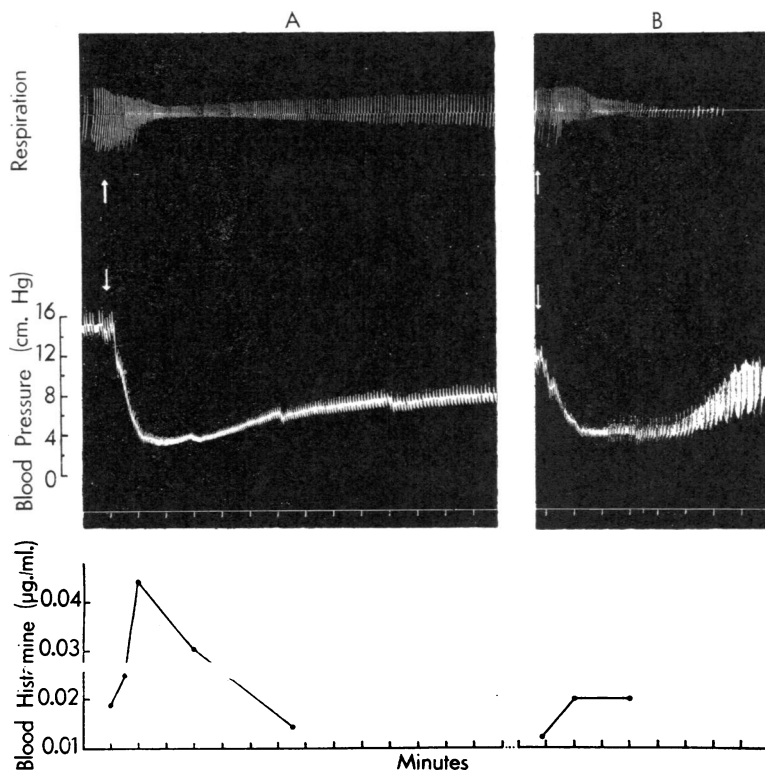 A
B
Respiration
Blood Pressure (cm. Hg)
16
12
8
4
0
Blood Histamine (µg./ml.)
0.04
0.03
0.02
0.01
Minutes